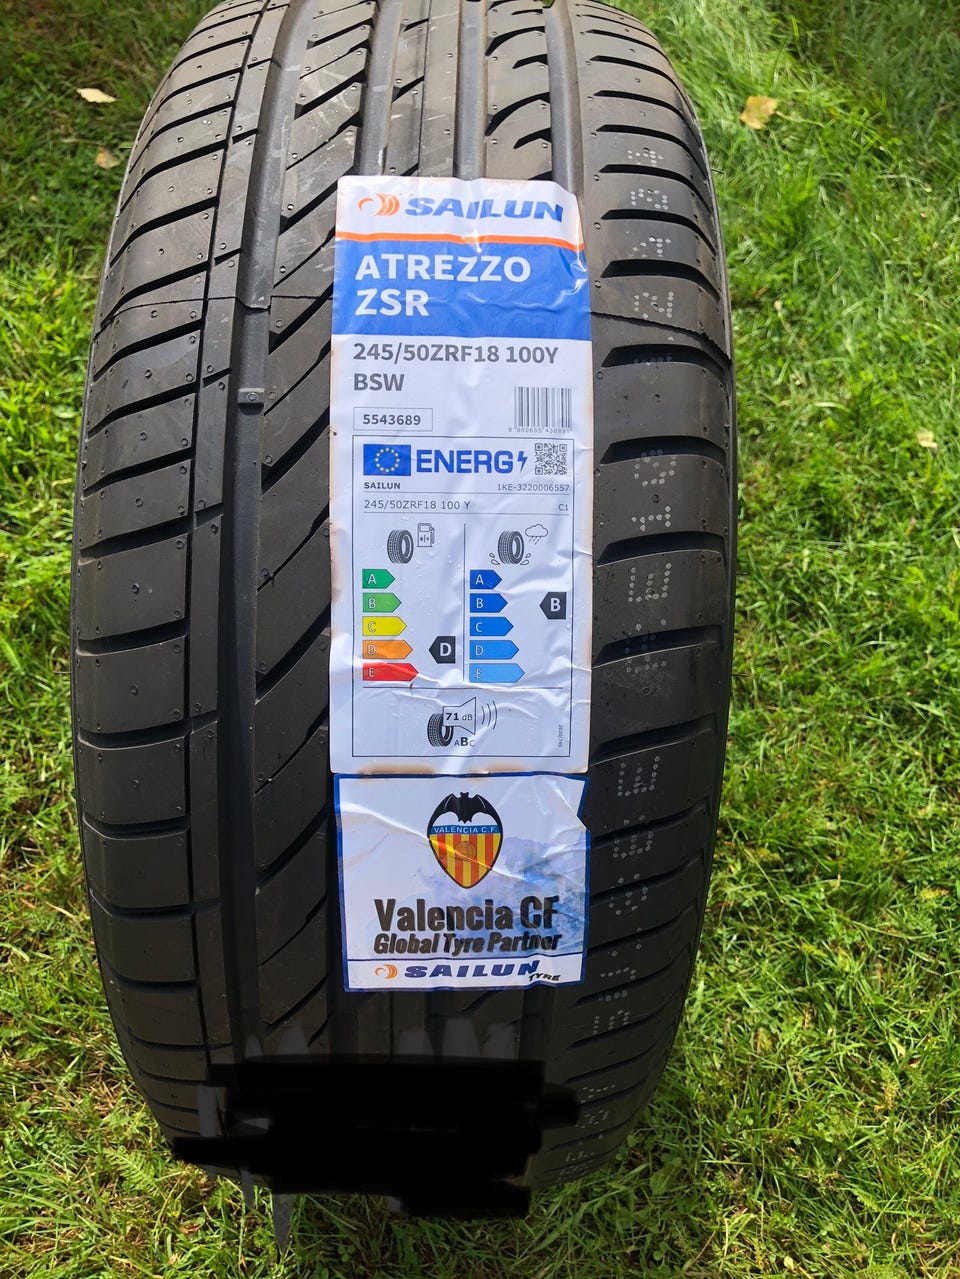 SAILUN
ATREZZO
ZSR
245/50ZRF18 100Y
BSW
5543689
ENERG
SAILUN 1KE-3220006557
245/50ZRF18 100 Y C1
A A
B B B
C C
D D D
E E
71 dB
ABC
VALENCIA C.F.
Valencia CF
Global Tyre Partner
SAILUN
TYRE